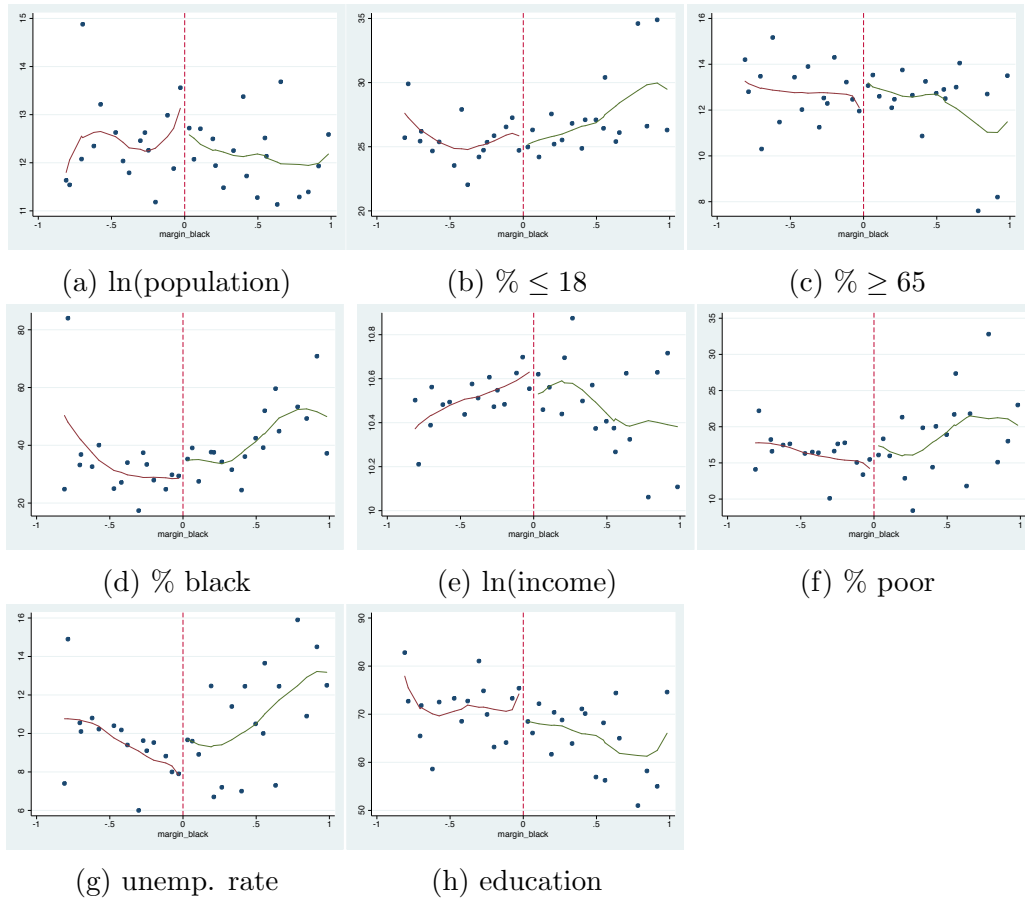 15
14
13
12
11
-1 -.5 0 .5 1
margin_black
(a) ln(population)
35
30
25
20
-1 -.5 0 .5 1
margin_black
(b) % ≤ 18
16
14
12
10
8
-1 -.5 0 .5 1
margin_black
(c) % ≥ 65
80
60
40
20
-1 -.5 0 .5 1
margin_black
(d) % black
10.8
10.6
10.4
10.2
10
-1 -.5 0 .5 1
margin_black
(e) ln(income)
35
30
25
20
15
10
-1 -.5 0 .5 1
margin_black
(f) % poor
16
14
12
10
8
6
-1 -.5 0 .5 1
margin_black
(g) unemp. rate
90
80
70
60
50
-1 -.5 0 .5 1
margin_black
(h) education